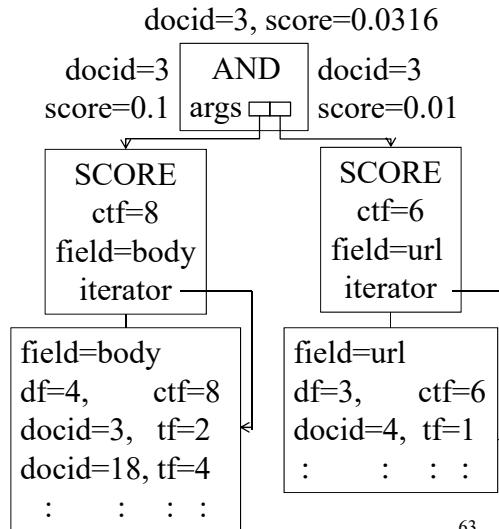 docid=3, score=0.0316
docid=3
score=0.1
AND
args
docid=3
score=0.01
SCORE
ctf=8
field=body
iterator
SCORE
ctf=6
field=url
iterator
field=body
df=4, ctf=8
docid=3, tf=2
docid=18, tf=4
: : : :
field=url
df=3, ctf=6
docid=4, tf=1
: : : :
63